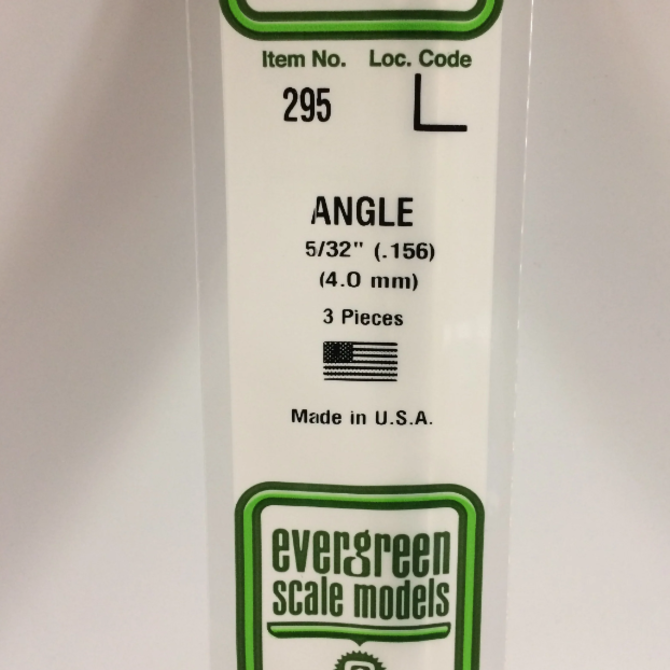 Item No. Loc. Code
295 L
ANGLE
5/32" (.156)
(4.0 mm)
3 Pieces
Made in U.S.A.
evergreen
scale models